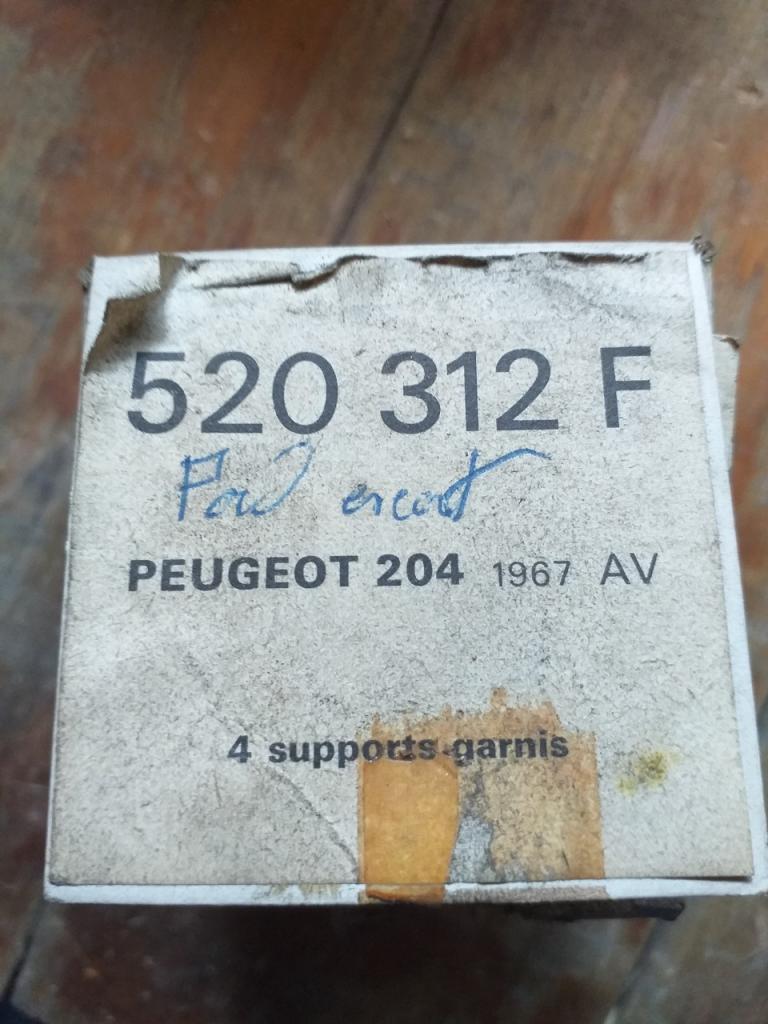 520 312 F
Ford escort
PEUGEOT 204 1967 AV
4 supports garnis